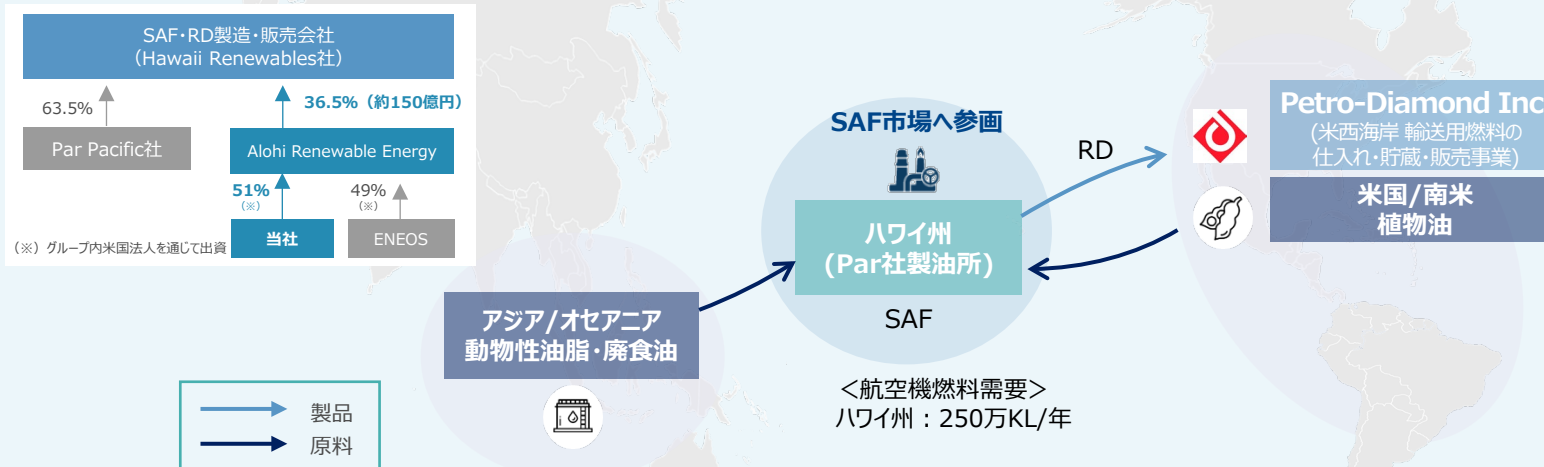 SAF・RD製造・販売会社
（Hawaii Renewables社）
63.5%
36.5%（約150億円）
Par Pacific社
Alohi Renewable Energy
51%
（※）
49%
（※）
（※）グループ内米国法人を通じて出資
当社
ENEOS
SAF市場へ参画
ハワイ州
(Par社製油所)
SAF
＜航空機燃料需要＞
ハワイ州：250万KL/年
RD
Petro-Diamond Inc
(米西海岸 輸送用燃料の
仕入れ・貯蔵・販売事業)
米国/南米
植物油
アジア/オセアニア
動物性油脂・廃食油
製品
原料